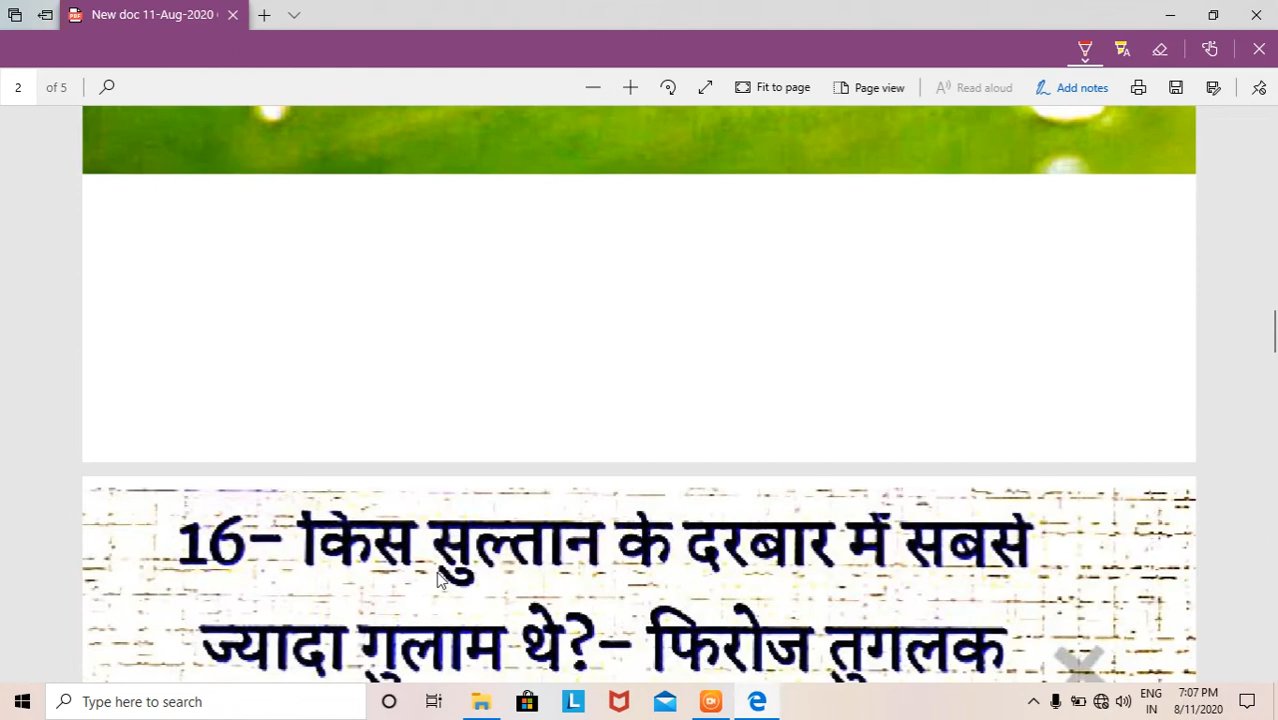 New doc 11-Aug-2020
2 of 5
Fit to page
Page view
Read aloud
Add notes
16- किस सुल्तान के दरबार में सबसे
ज्यादा गुलाम थे?- फिरोज तुगलक
Type here to search
ENG
IN
7:07 PM
8/11/2020